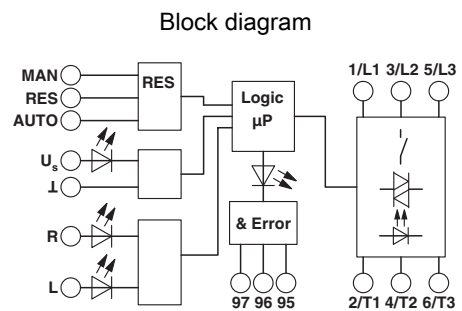 Block diagram
1/L1 3/L2 5/L3
MAN
RES
AUTO
RES
Logic
µP
Us
⊥
R
L
& Error
97 96 95
2/T1 4/T2 6/T3